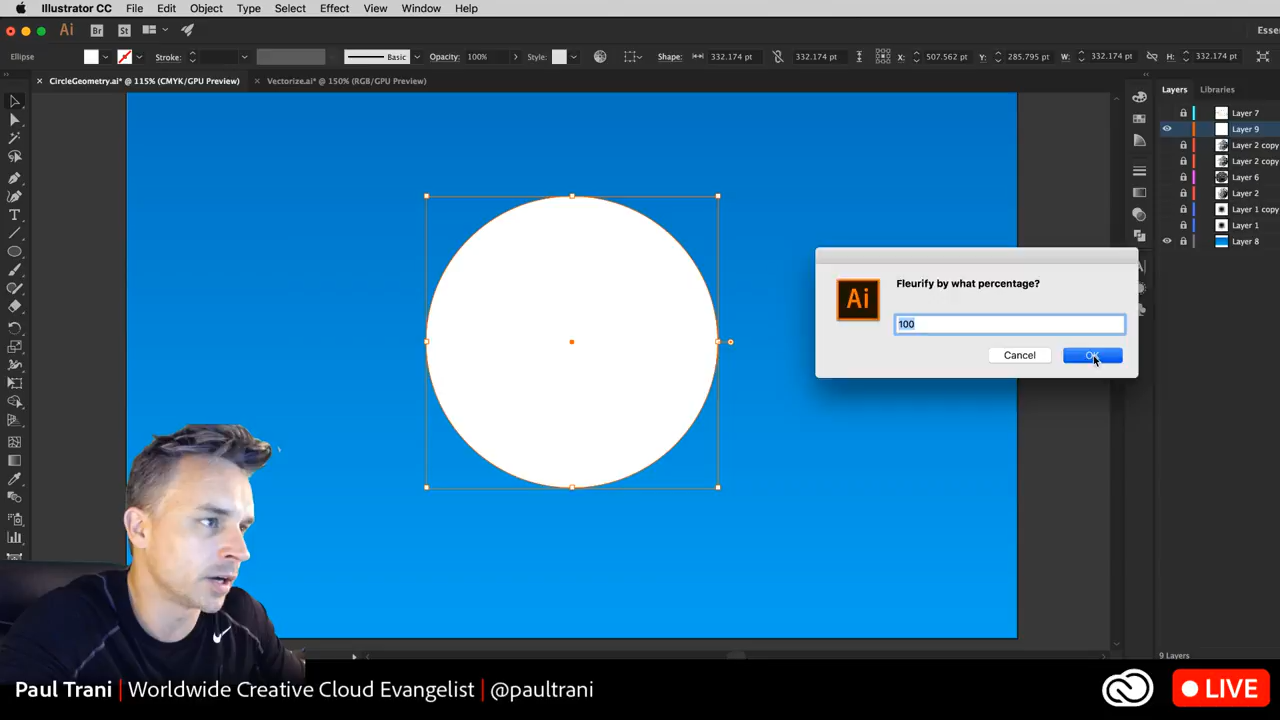 Illustrator CC File Edit Object Type Select Effect View Window Help
Ai Br St Esse
Ellipse Stroke: Basic Opacity: 100% Style: Shape: 332.174 pt 332.174 pt X: 507.562 pt Y: 285.795 pt W: 332.174 pt H: 332.174 pt
× CircleGeometry.ai* @ 115% (CMYK/GPU Preview) × Vectorize.ai* @ 150% (RGB/GPU Preview)
Layers Libraries
Layer 7
Layer 9
Layer 2 copy
Layer 2 copy
Layer 6
Layer 2
Layer 1 copy
Layer 1
Layer 8
Fleurify by what percentage?
Ai
100
Cancel OK
9 Layers
Paul Trani | Worldwide Creative Cloud Evangelist | @paultrani
LIVE